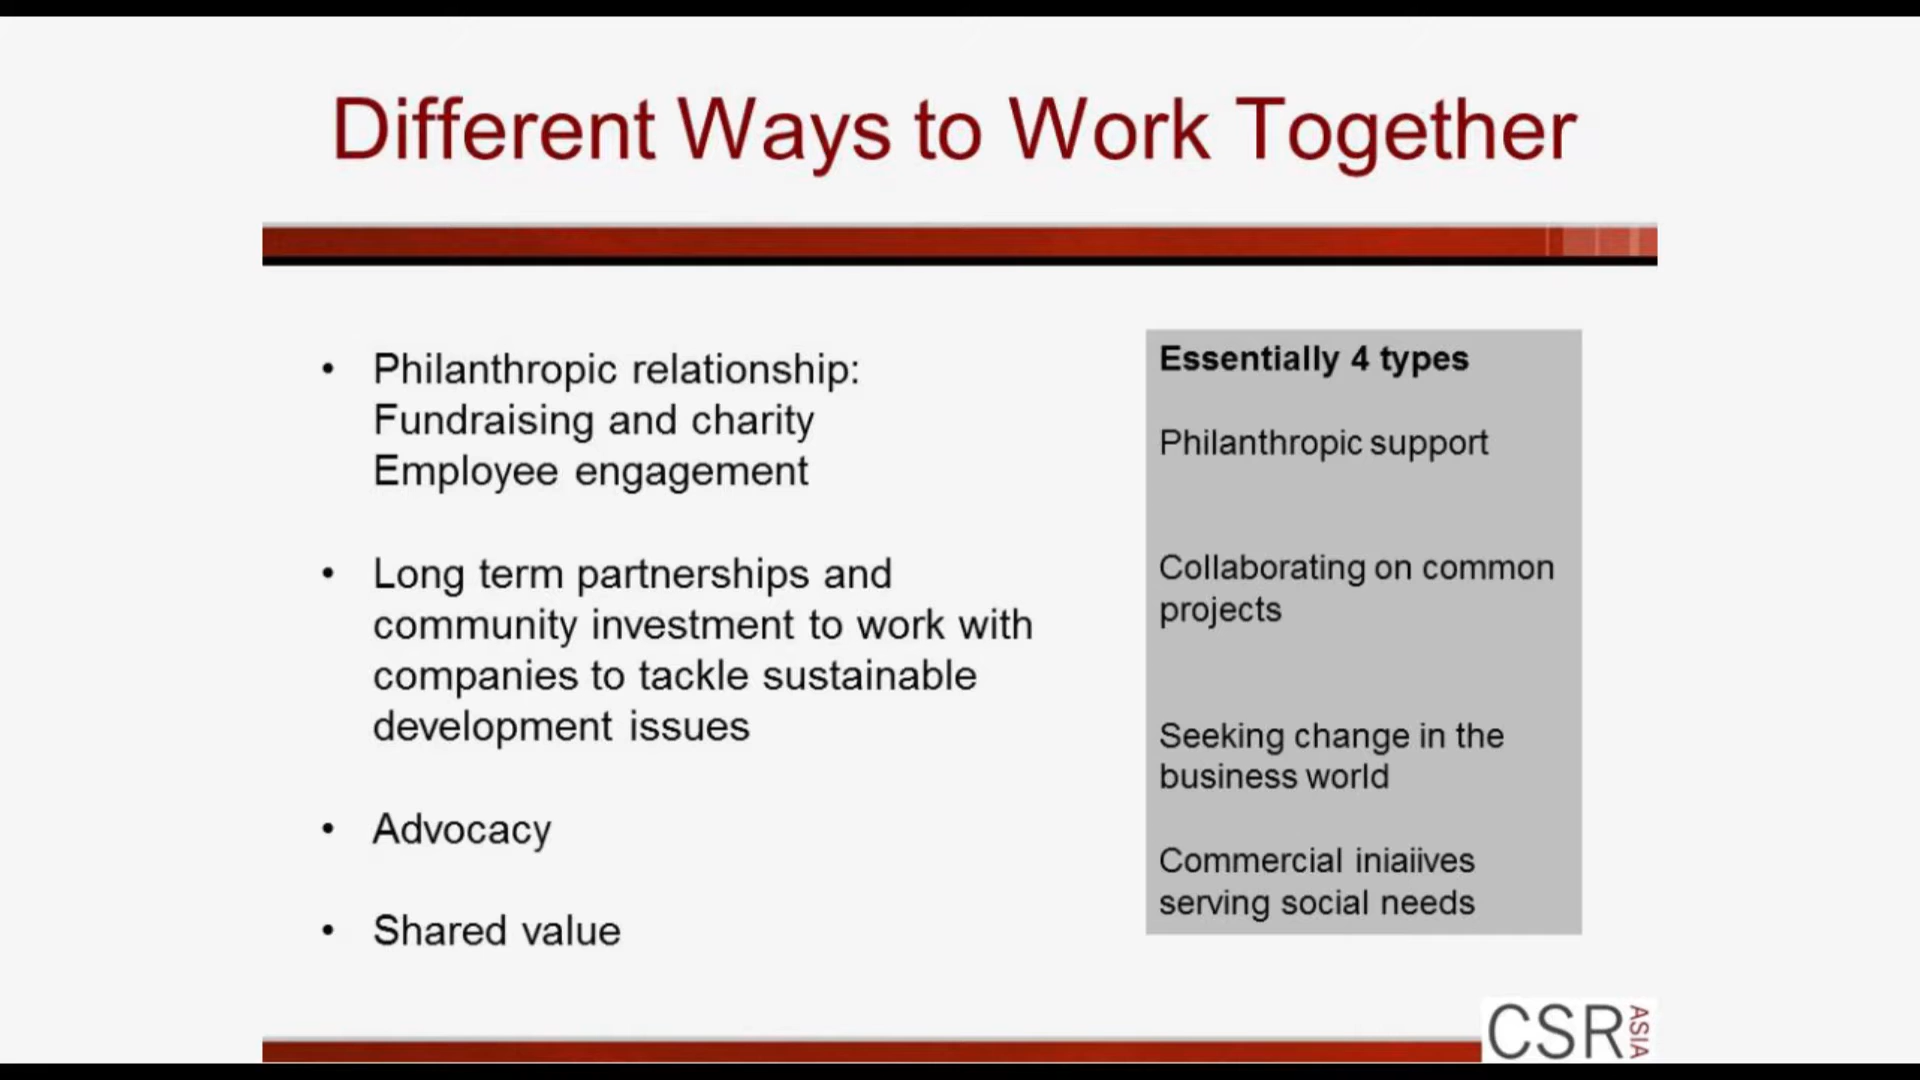 Different Ways to Work Together
• Philanthropic relationship:
Fundraising and charity
Employee engagement
• Long term partnerships and
community investment to work with
companies to tackle sustainable
development issues
• Advocacy
• Shared value
Essentially 4 types
Philanthropic support
Collaborating on common
projects
Seeking change in the
business world
Commercial iniaiives
serving social needs
CSR ASIA